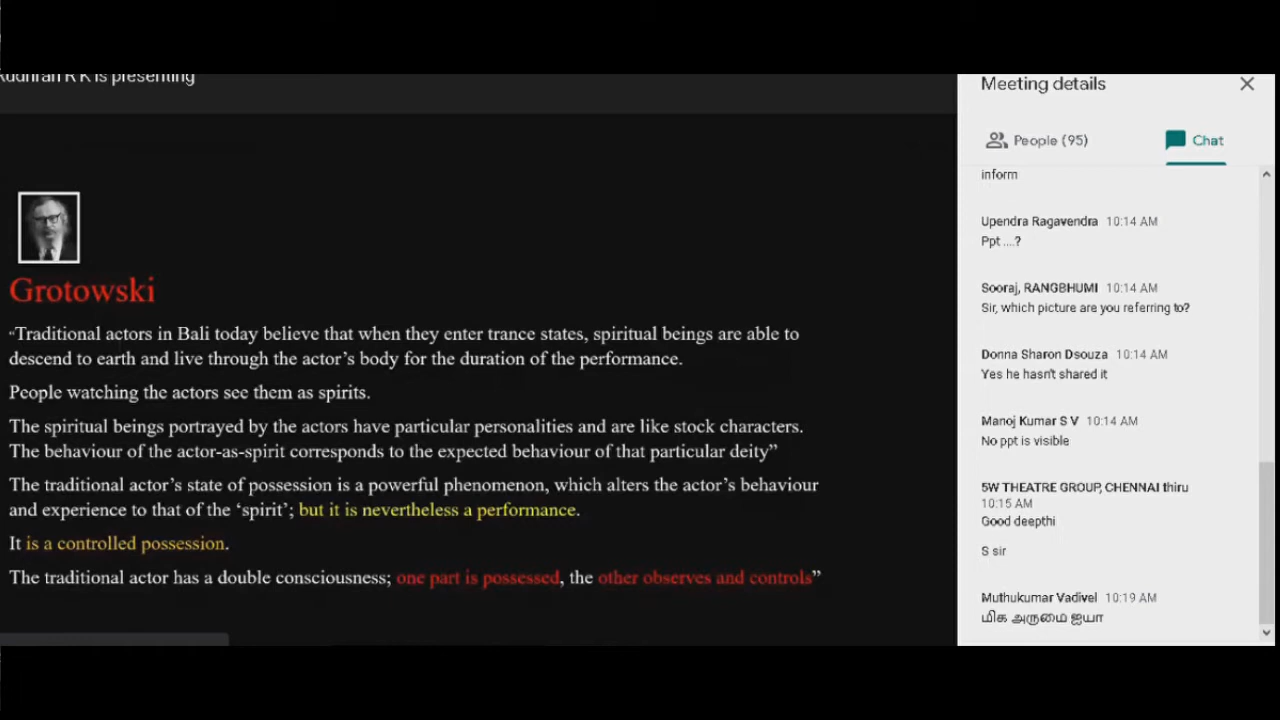 Rudhran R K is presenting
Grotowski
"Traditional actors in Bali today believe that when they enter trance states, spiritual beings are able to
descend to earth and live through the actor's body for the duration of the performance.
People watching the actors see them as spirits.
The spiritual beings portrayed by the actors have particular personalities and are like stock characters.
The behaviour of the actor-as-spirit corresponds to the expected behaviour of that particular deity"
The traditional actor's state of possession is a powerful phenomenon, which alters the actor's behaviour
and experience to that of the 'spirit'; but it is nevertheless a performance.
It is a controlled possession.
The traditional actor has a double consciousness; one part is possessed, the other observes and controls"
Meeting details
People (95)
Chat
inform
Upendra Ragavendra 10:14 AM
Ppt ....?
Sooraj, RANGBHUMI 10:14 AM
Sir, which picture are you referring to?
Donna Sharon Dsouza 10:14 AM
Yes he hasn't shared it
Manoj Kumar S V 10:14 AM
No ppt is visible
5W THEATRE GROUP, CHENNAI thiru
10:15 AM
Good deepthi
S sir
Muthukumar Vadivel 10:19 AM
மிக அருமை ஐயா